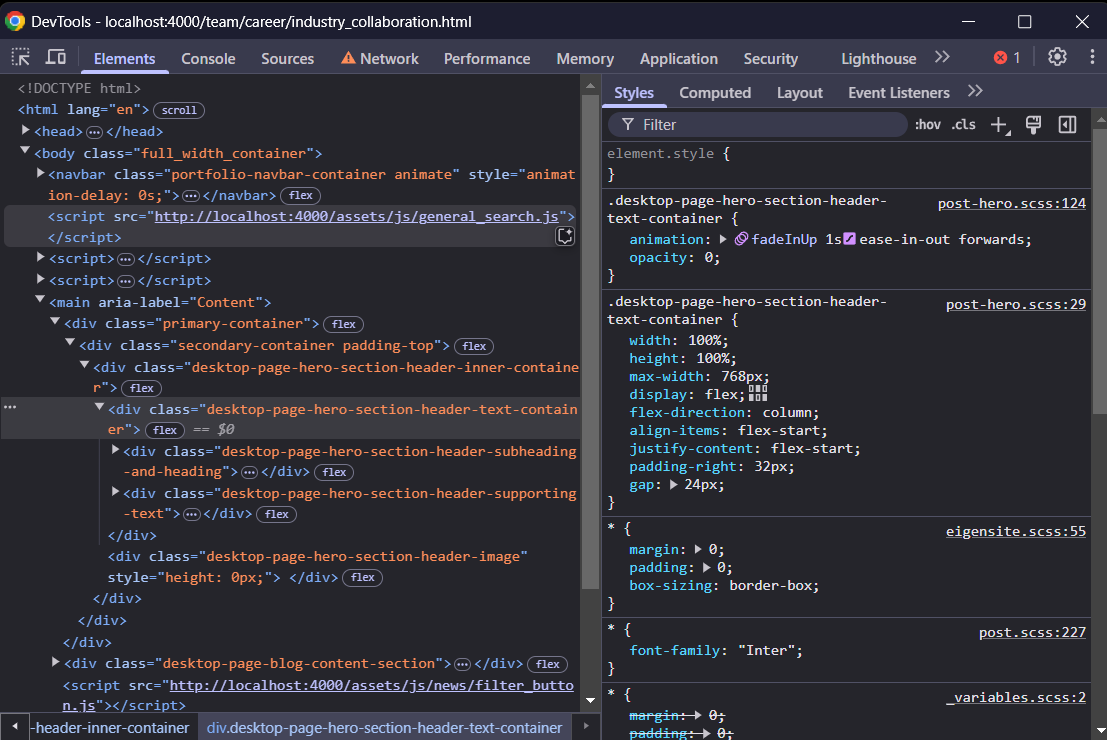 DevTools - localhost:4000/team/career/industry_collaboration.html
Elements Console Sources Network Performance Memory Application Security Lighthouse 1
<!DOCTYPE html>
<html lang="en"> scroll
<head> ••• </head>
<body class="full_width_container">
<navbar class="portfolio-navbar-container animate" style="animat
ion-delay: 0s;"> ••• </navbar> flex
<script src="http://localhost:4000/assets/js/general_search.js">
</script>
<script> ••• </script>
<script> ••• </script>
<main aria-label="Content">
<div class="primary-container"> flex
<div class="secondary-container padding-top"> flex
<div class="desktop-page-hero-section-header-inner-containe
r"> flex
••• <div class="desktop-page-hero-section-header-text-contain
er"> flex == $0
<div class="desktop-page-hero-section-header-subheading
-and-heading"> ••• </div> flex
<div class="desktop-page-hero-section-header-supporting
-text"> ••• </div> flex
</div>
<div class="desktop-page-hero-section-header-image"
style="height: 0px;"> </div> flex
</div>
</div>
</div>
<div class="desktop-page-blog-content-section"> ••• </div> flex
<script src="http://localhost:4000/assets/js/news/filter_butto
n.js"></script>
-header-inner-container div.desktop-page-hero-section-header-text-container
Styles Computed Layout Event Listeners
Filter :hov .cls
element.style {
}
.desktop-page-hero-section-header- post-hero.scss:124
text-container {
animation: fadeInUp 1s ease-in-out forwards;
opacity: 0;
}
.desktop-page-hero-section-header- post-hero.scss:29
text-container {
width: 100%;
height: 100%;
max-width: 768px;
display: flex;
flex-direction: column;
align-items: flex-start;
justify-content: flex-start;
padding-right: 32px;
gap: 24px;
}
* { eigensite.scss:55
margin: 0;
padding: 0;
box-sizing: border-box;
}
* { post.scss:227
font-family: "Inter";
}
* { _variables.scss:2
margin: 0;
padding: 0;